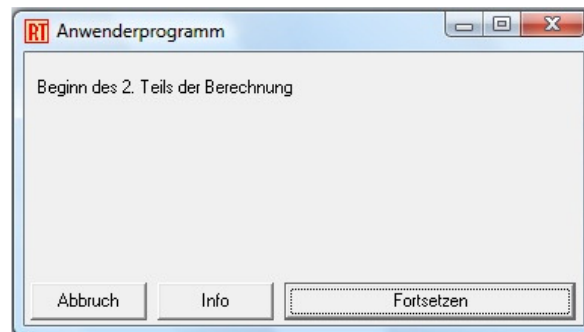 RT Anwenderprogramm
Beginn des 2. Teils der Berechnung
Abbruch Info Fortsetzen